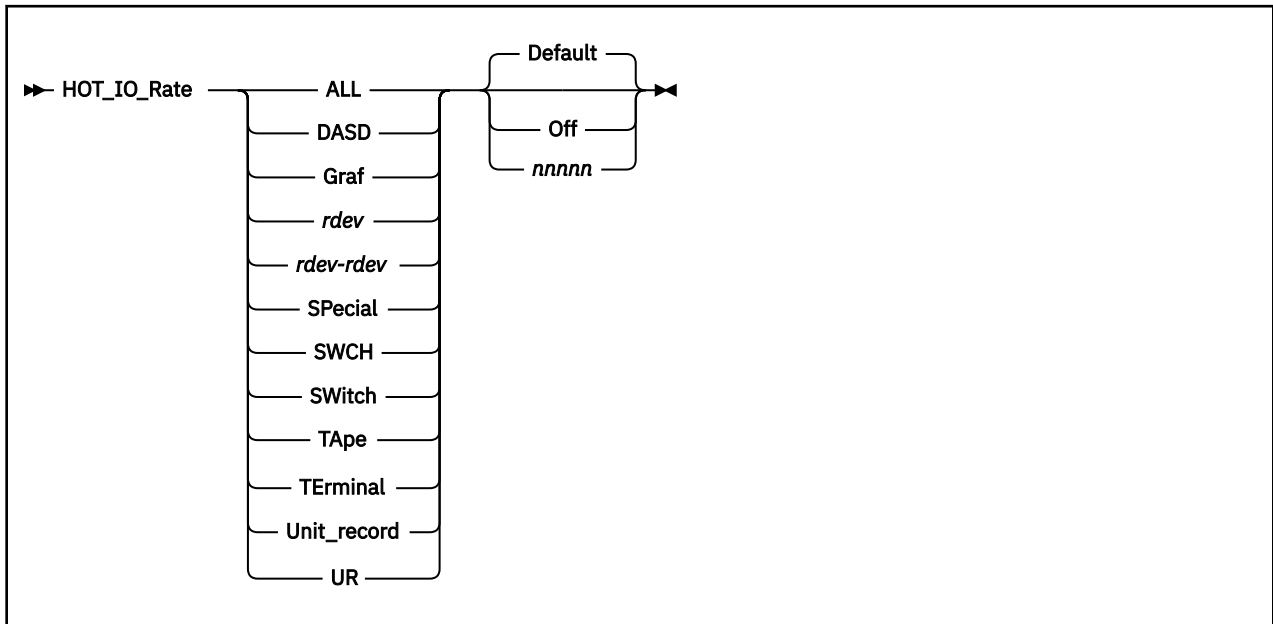 Default
HOT_IO_Rate ALL
DASD Off
Graf nnnnn
rdev
rdev-rdev
SPecial
SWCH
SWitch
TApe
TErminal
Unit_record
UR